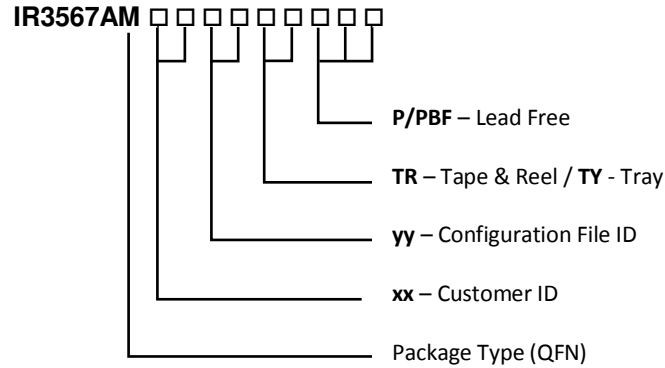 IR3567AM □ □ □ □ □ □ □ □ □
P/PBF – Lead Free
TR – Tape & Reel / TY - Tray
yy – Configuration File ID
xx – Customer ID
Package Type (QFN)